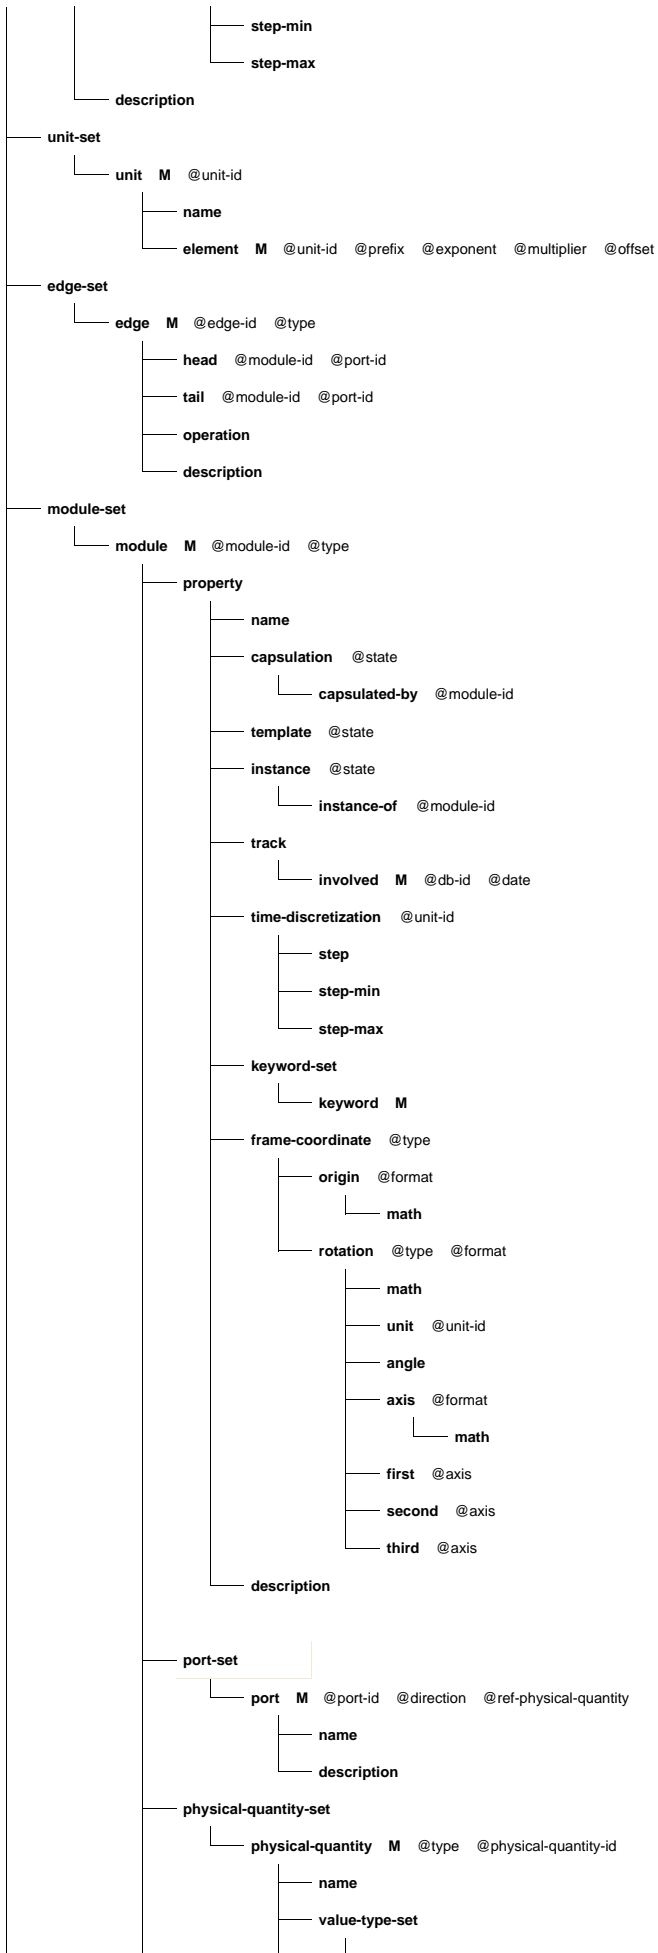 step-min
step-max
description
unit-set
unit M @unit-id
name
element M @unit-id @prefix @exponent @multiplier @offset
edge-set
edge M @edge-id @type
head @module-id @port-id
tail @module-id @port-id
operation
description
module-set
module M @module-id @type
property
name
capsulation @state
capsulated-by @module-id
template @state
instance @state
instance-of @module-id
track
involved M @db-id @date
time-discretization @unit-id
step
step-min
step-max
keyword-set
keyword M
frame-coordinate @type
origin @format
math
rotation @type @format
math
unit @unit-id
angle
axis @format
math
first @axis
second @axis
third @axis
description
port-set
port M @port-id @direction @ref-physical-quantity
name
description
physical-quantity-set
physical-quantity M @type @physical-quantity-id
name
value-type-set